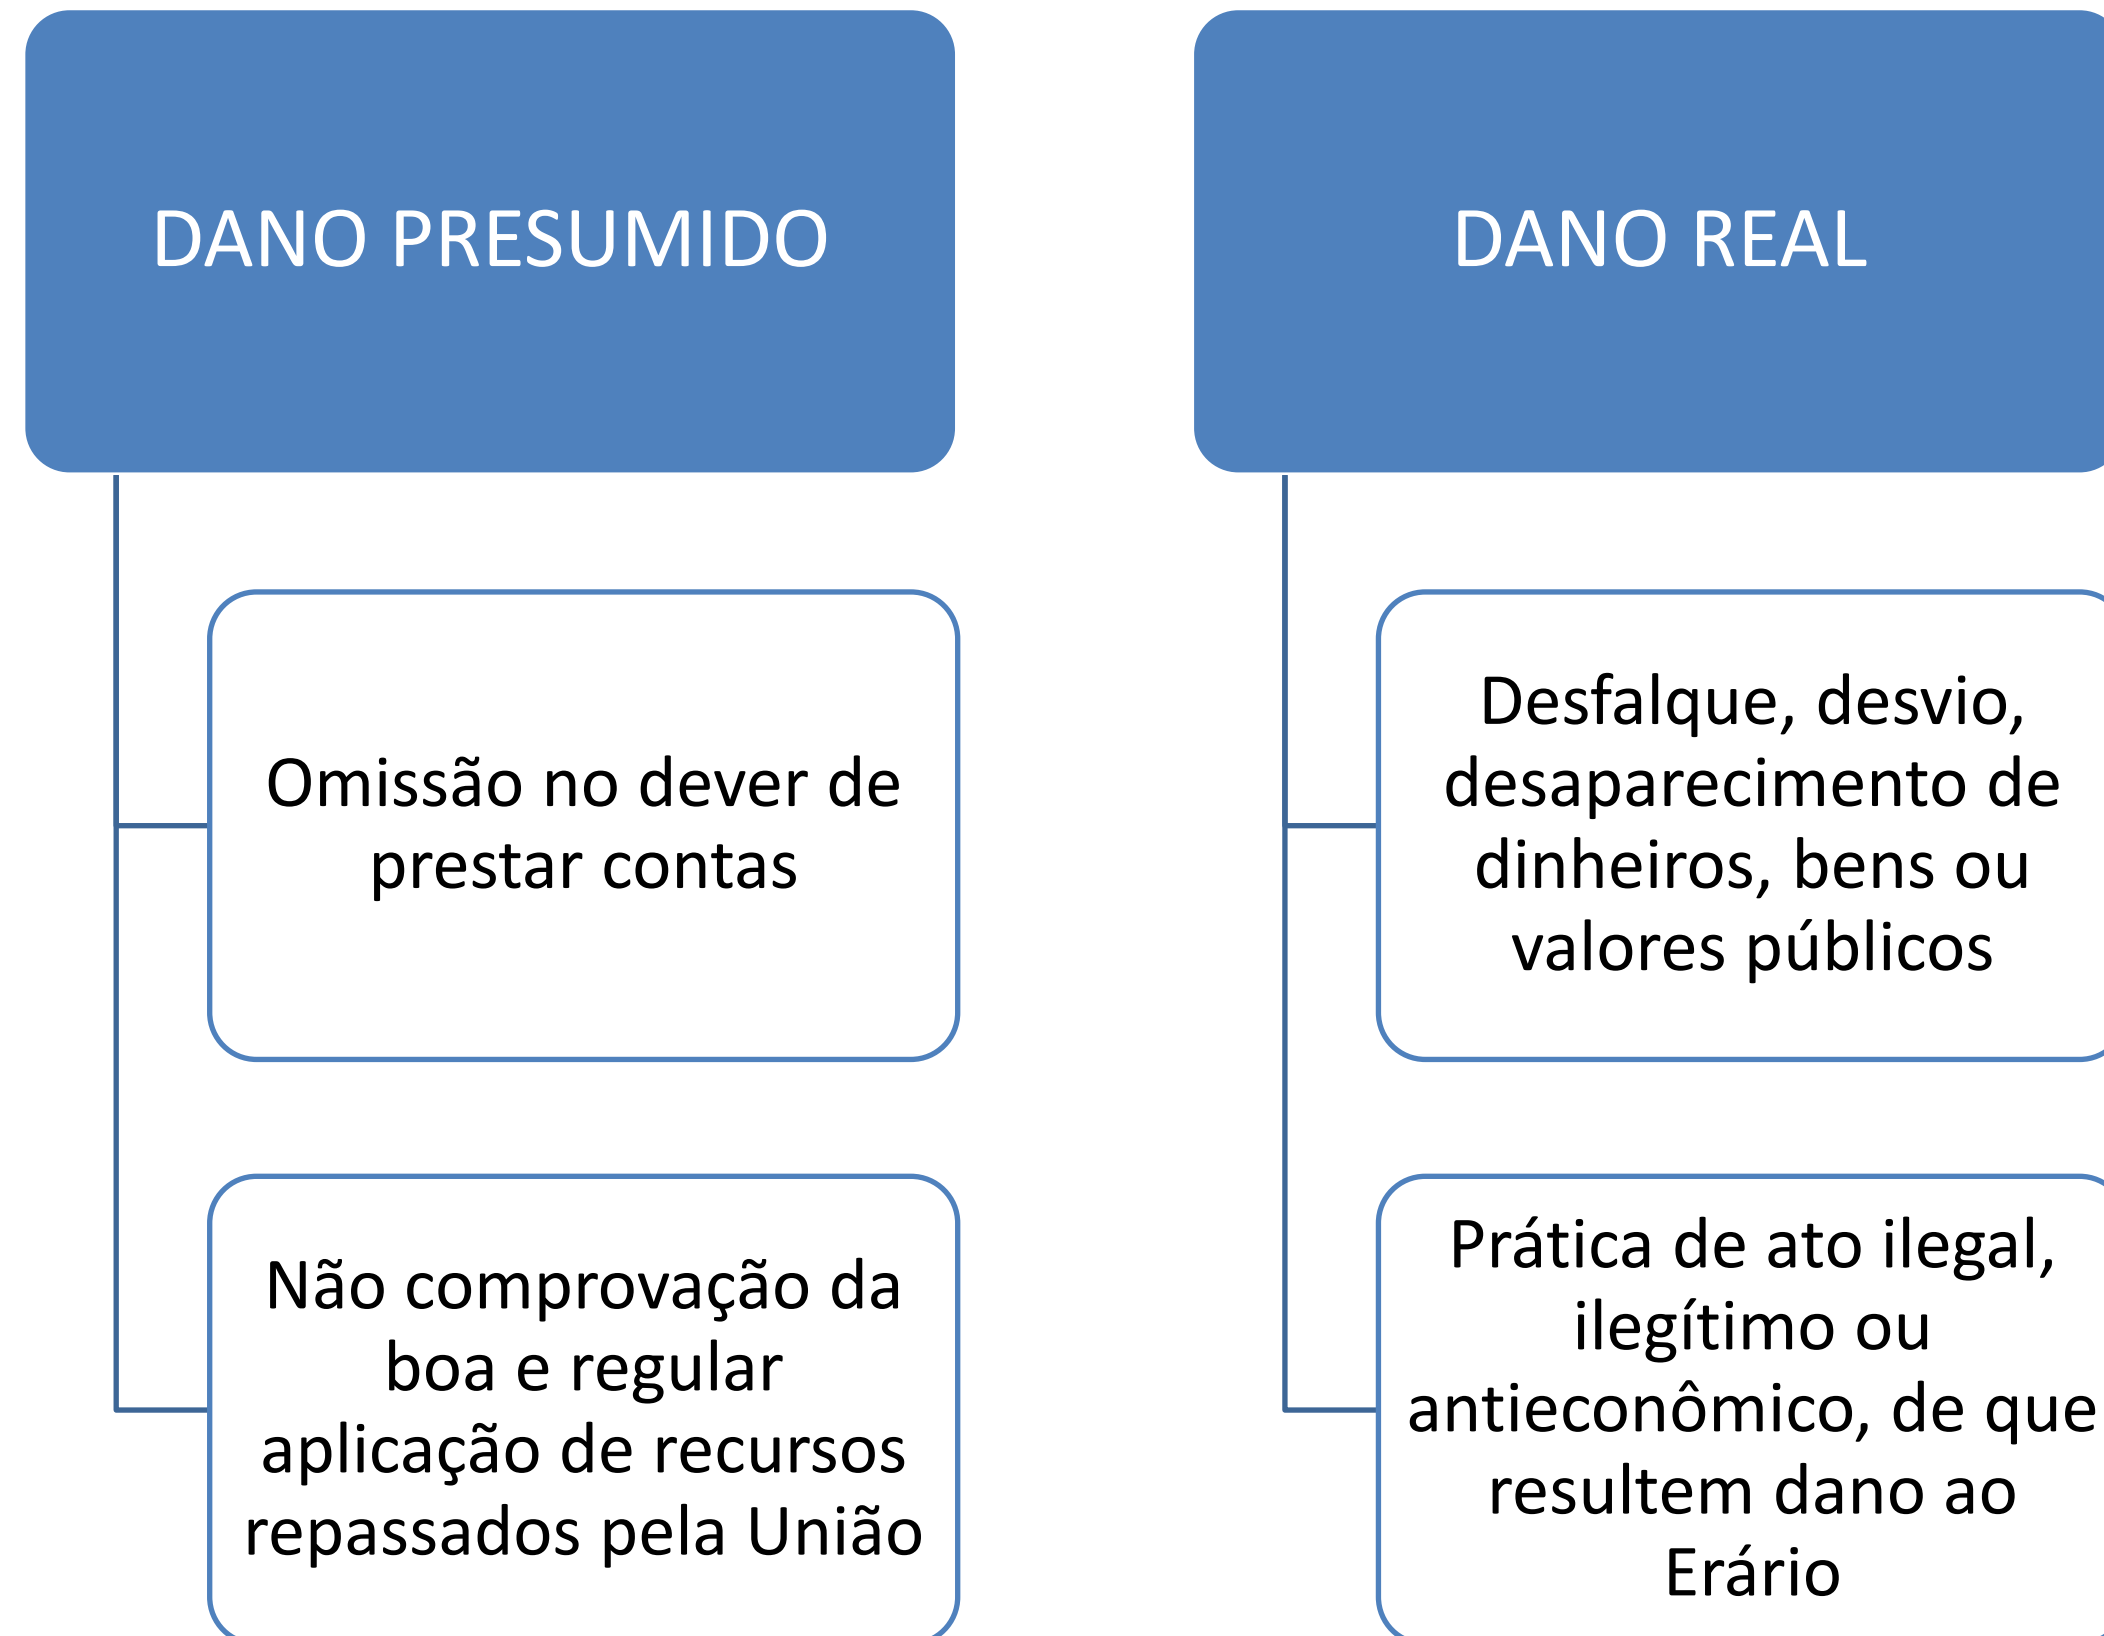 DANO PRESUMIDO
Omissão no dever de
prestar contas
Não comprovação da
boa e regular
aplicação de recursos
repassados pela União
DANO REAL
Desfalque, desvio,
desaparecimento de
dinheiros, bens ou
valores públicos
Prática de ato ilegal,
ilegítimo ou
antieconômico, de que
resultem dano ao
Erário